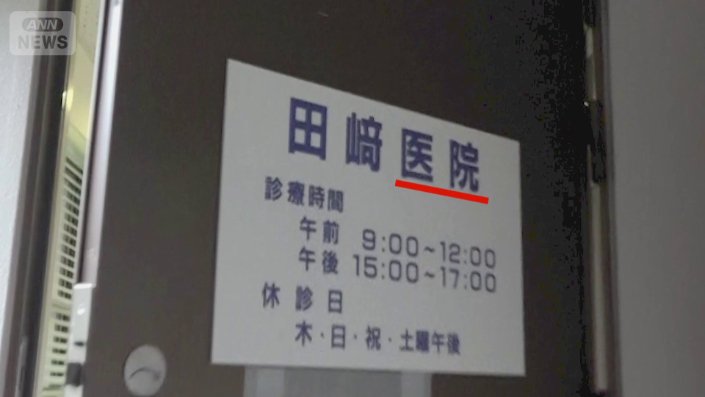 ANN
NEWS
田﨑医院
診療時間
午前 9:00~12:00
午後 15:00~17:00
休診日
木・日・祝・土曜午後